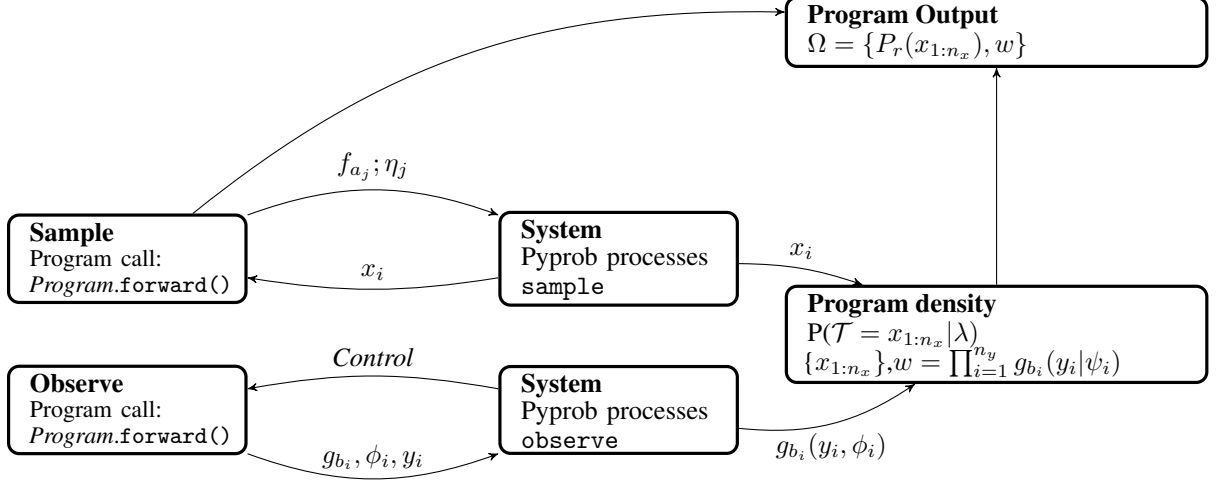 Program Output
Ω = {P_r(x_{1:n_x}), w}
f_{a_j}; η_j
Sample
Program call:
Program.forward()
x_i
System
Pyprob processes
sample
x_i
Program density
P(𝒯 = x_{1:n_x}|λ)
{x_{1:n_x}},w = ∏_{i=1}^{n_y} g_{b_i}(y_i|ψ_i)
Control
Observe
Program call:
Program.forward()
g_{b_i}, ϕ_i, y_i
System
Pyprob processes
observe
g_{b_i}(y_i, ϕ_i)